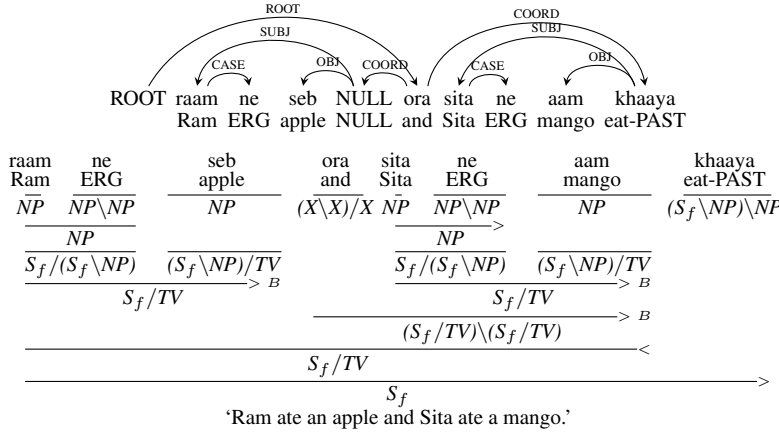 ROOT
COORD
SUBJ
SUBJ
CASE
OBJ
COORD
CASE
OBJ
ROOT raam ne seb NULL ora sita ne aam khaaya
Ram ERG apple NULL and Sita ERG mango eat-PAST
raam ne seb ora sita ne aam khaaya
Ram ERG apple and Sita ERG mango eat-PAST
NP NP\NP NP (X\X)/X NP NP\NP NP (S_f\NP)\NP
> >
NP NP
S_f/(S_f\NP) (S_f\NP)/TV S_f/(S_f\NP) (S_f\NP)/TV
> B > B
S_f/TV S_f/TV
> B
(S_f/TV)\(S_f/TV)
<
S_f/TV
>
S_f
‘Ram ate an apple and Sita ate a mango.’